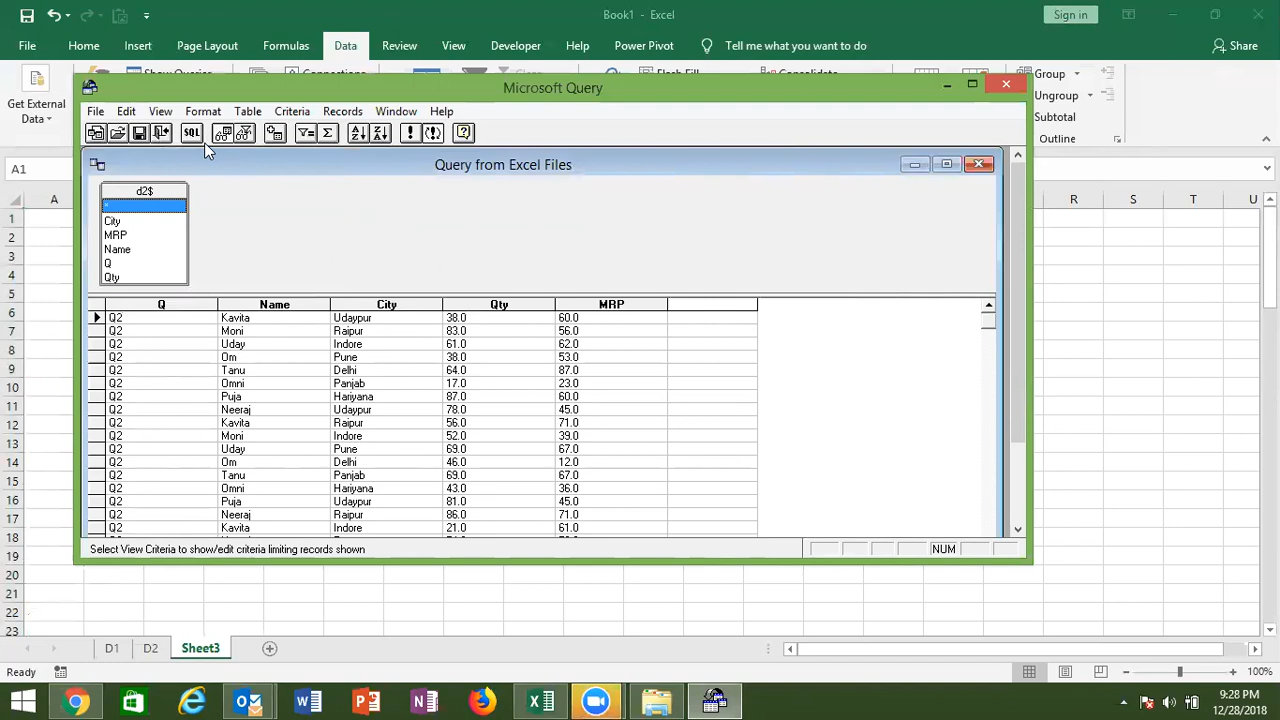 Book1 - Excel
Sign in
File Home Insert Page Layout Formulas Data Review View Developer Help Power Pivot Tell me what you want to do Share
Get External
Data
Show Queries
Connections
Flash Fill
Consolidate
Group
Ungroup
Subtotal
Outline
Microsoft Query
File Edit View Format Table Criteria Records Window Help
SQL
A1
Query from Excel Files
A R S T U
d2$
*
City
MRP
Name
Q
Qty
Q Name City Qty MRP
Q2 Kavita Udaypur 38.0 60.0
Q2 Moni Raipur 83.0 56.0
Q2 Uday Indore 61.0 62.0
Q2 Om Pune 38.0 53.0
Q2 Tanu Delhi 64.0 87.0
Q2 Omni Panjab 17.0 23.0
Q2 Puja Hariyana 87.0 60.0
Q2 Neeraj Udaypur 78.0 45.0
Q2 Kavita Raipur 56.0 71.0
Q2 Moni Indore 52.0 39.0
Q2 Uday Pune 69.0 67.0
Q2 Om Delhi 46.0 12.0
Q2 Tanu Panjab 69.0 67.0
Q2 Omni Hariyana 43.0 36.0
Q2 Puja Udaypur 81.0 45.0
Q2 Neeraj Raipur 86.0 71.0
Q2 Kavita Indore 21.0 61.0
Select View Criteria to show/edit criteria limiting records shown
NUM
1
2
3
4
5
6
7
8
9
10
11
12
13
14
15
16
17
18
19
20
21
22
23
D1 D2 Sheet3
Ready
100%
9:28 PM
12/28/2018